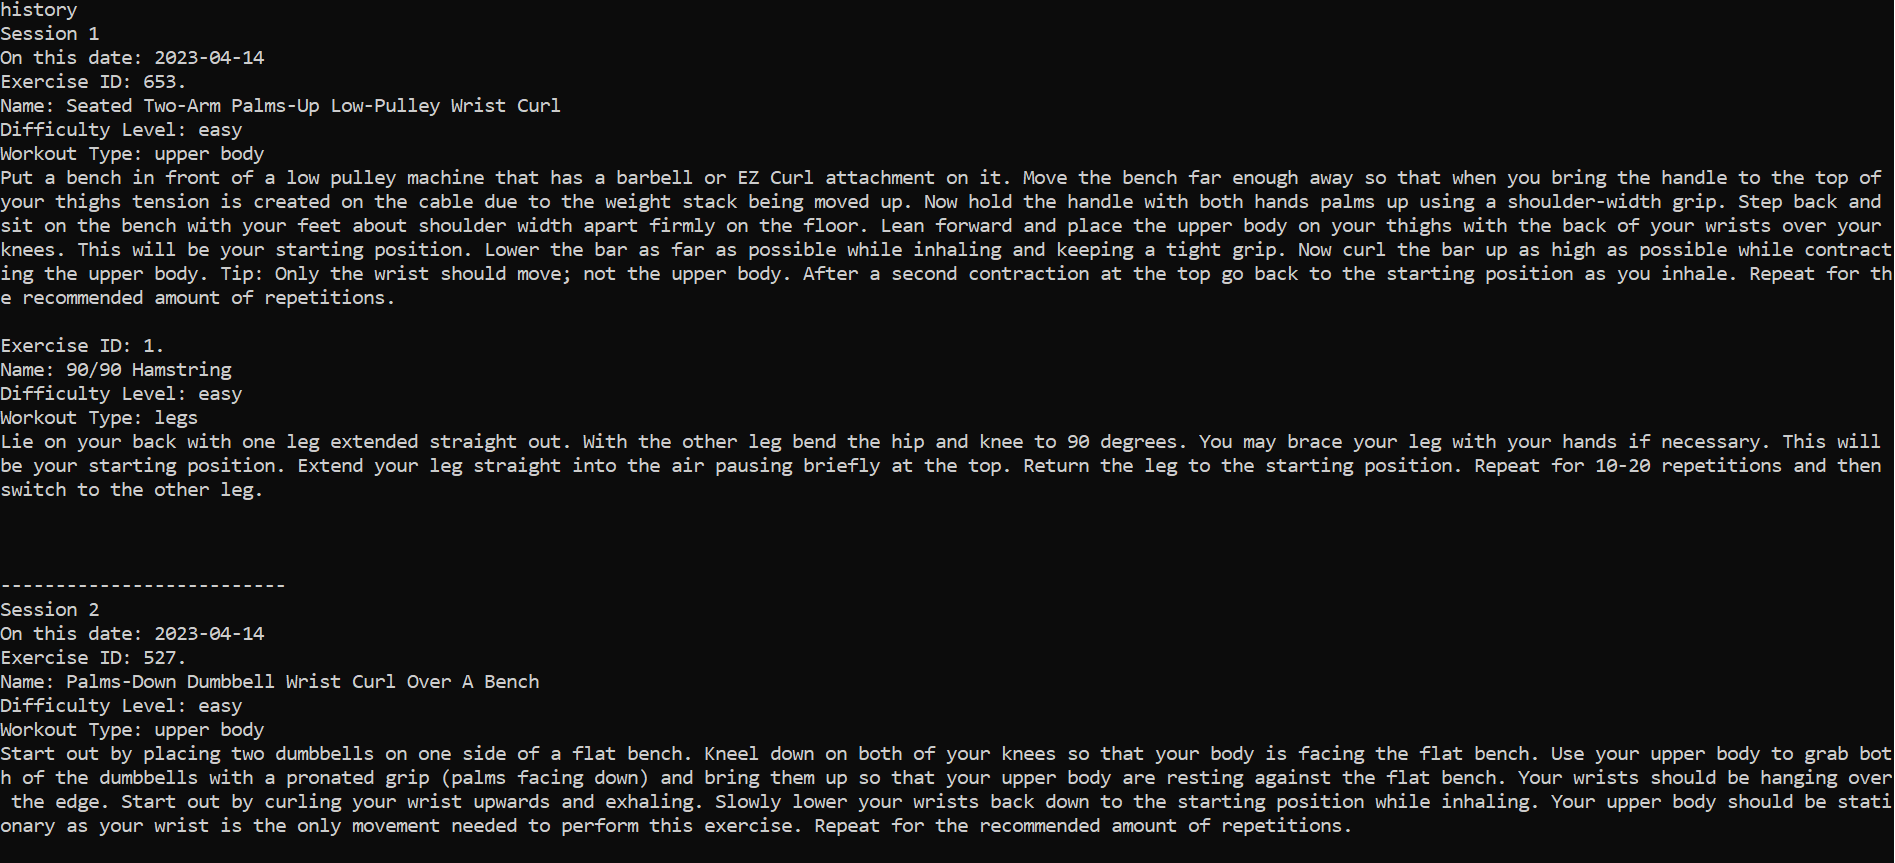 history
Session 1
On this date: 2023-04-14
Exercise ID: 653.
Name: Seated Two-Arm Palms-Up Low-Pulley Wrist Curl
Difficulty Level: easy
Workout Type: upper body
Put a bench in front of a low pulley machine that has a barbell or EZ Curl attachment on it. Move the bench far enough away so that when you bring the handle to the top of
your thighs tension is created on the cable due to the weight stack being moved up. Now hold the handle with both hands palms up using a shoulder-width grip. Step back and
sit on the bench with your feet about shoulder width apart firmly on the floor. Lean forward and place the upper body on your thighs with the back of your wrists over your
knees. This will be your starting position. Lower the bar as far as possible while inhaling and keeping a tight grip. Now curl the bar up as high as possible while contract
ing the upper body. Tip: Only the wrist should move; not the upper body. After a second contraction at the top go back to the starting position as you inhale. Repeat for th
e recommended amount of repetitions.
Exercise ID: 1.
Name: 90/90 Hamstring
Difficulty Level: easy
Workout Type: legs
Lie on your back with one leg extended straight out. With the other leg bend the hip and knee to 90 degrees. You may brace your leg with your hands if necessary. This will
be your starting position. Extend your leg straight into the air pausing briefly at the top. Return the leg to the starting position. Repeat for 10-20 repetitions and then
switch to the other leg.
--------------------------
Session 2
On this date: 2023-04-14
Exercise ID: 527.
Name: Palms-Down Dumbbell Wrist Curl Over A Bench
Difficulty Level: easy
Workout Type: upper body
Start out by placing two dumbbells on one side of a flat bench. Kneel down on both of your knees so that your body is facing the flat bench. Use your upper body to grab bot
h of the dumbbells with a pronated grip (palms facing down) and bring them up so that your upper body are resting against the flat bench. Your wrists should be hanging over
 the edge. Start out by curling your wrist upwards and exhaling. Slowly lower your wrists back down to the starting position while inhaling. Your upper body should be stati
onary as your wrist is the only movement needed to perform this exercise. Repeat for the recommended amount of repetitions.